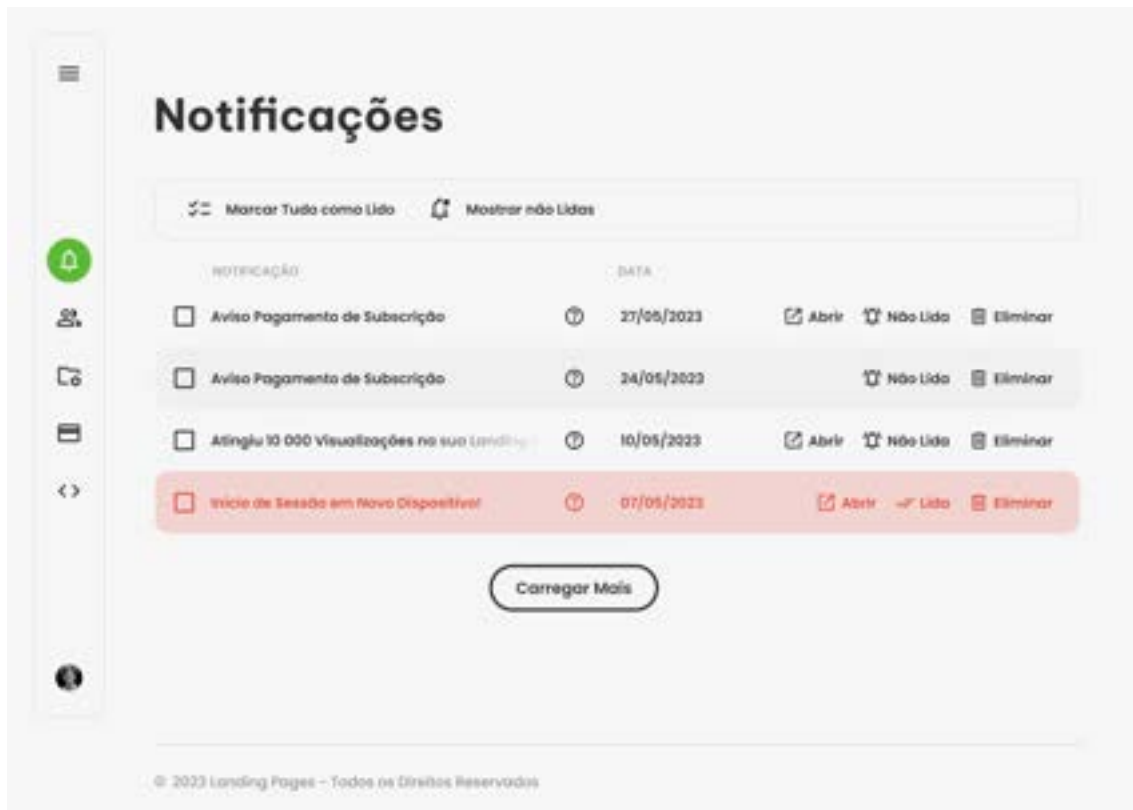 Notificações
Marcar Tudo como Lido Mostrar não Lidas
NOTIFICAÇÃO DATA
Aviso Pagamento de Subscrição 27/05/2023 Abrir Não Lido Eliminar
Aviso Pagamento de Subscrição 24/05/2023 Não Lido Eliminar
Atingiu 10 000 Visualizações na sua Landing 10/05/2023 Abrir Não Lido Eliminar
Início de Sessão em Novo Dispositivo! 07/05/2023 Abrir Lido Eliminar
Carregar Mais
© 2023 Landing Pages - Todos os Direitos Reservados